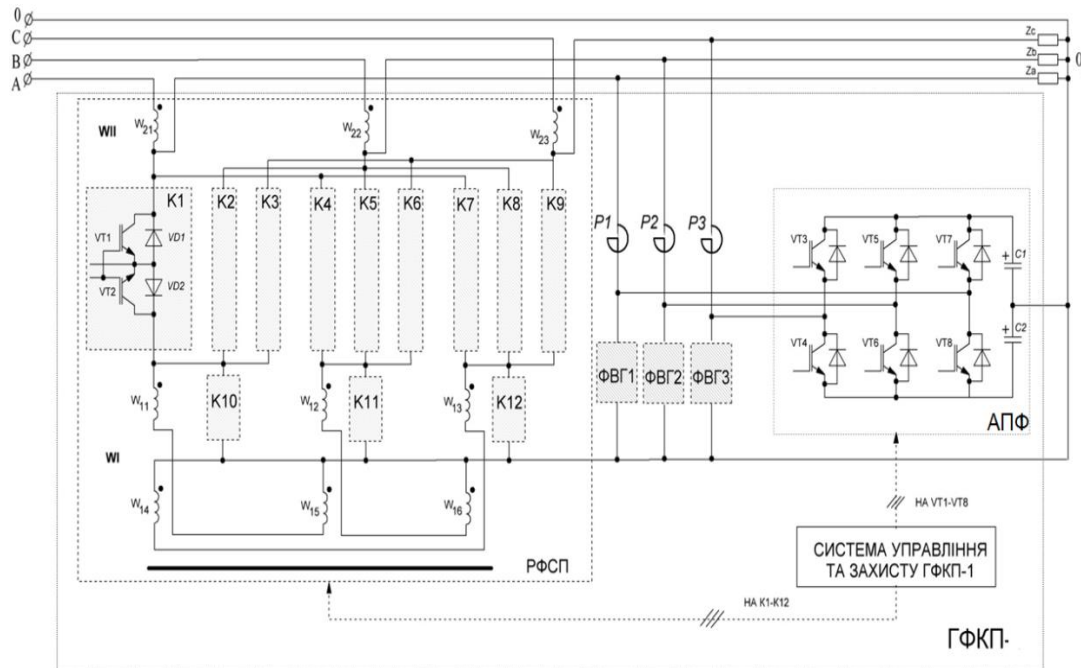 0
C
B
A
Zc
Zb
Za
0
WII
W21
W22
W23
K1
K2
K3
K4
K5
K6
K7
K8
K9
VT1
VD1
VT2
VD2
P1
P2
P3
VT3
VT5
VT7
+ C1
VT4
VT6
VT8
+ C2
ФВГ1
ФВГ2
ФВГ3
АПФ
W11
K10
W12
K11
W13
K12
WI
W14
W15
W16
РФСП
НА VT1-VT8
СИСТЕМА УПРАВЛІННЯ
ТА ЗАХИСТУ ГФКП-1
НА К1-К12
ГФКП-